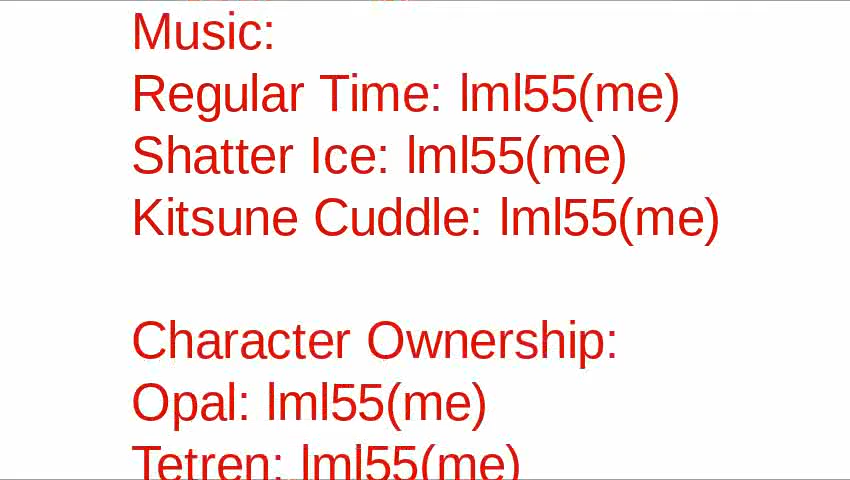 Music:
Regular Time: lml55(me)
Shatter Ice: lml55(me)
Kitsune Cuddle: lml55(me)
Character Ownership:
Opal: lml55(me)
Tetren: lml55(me)